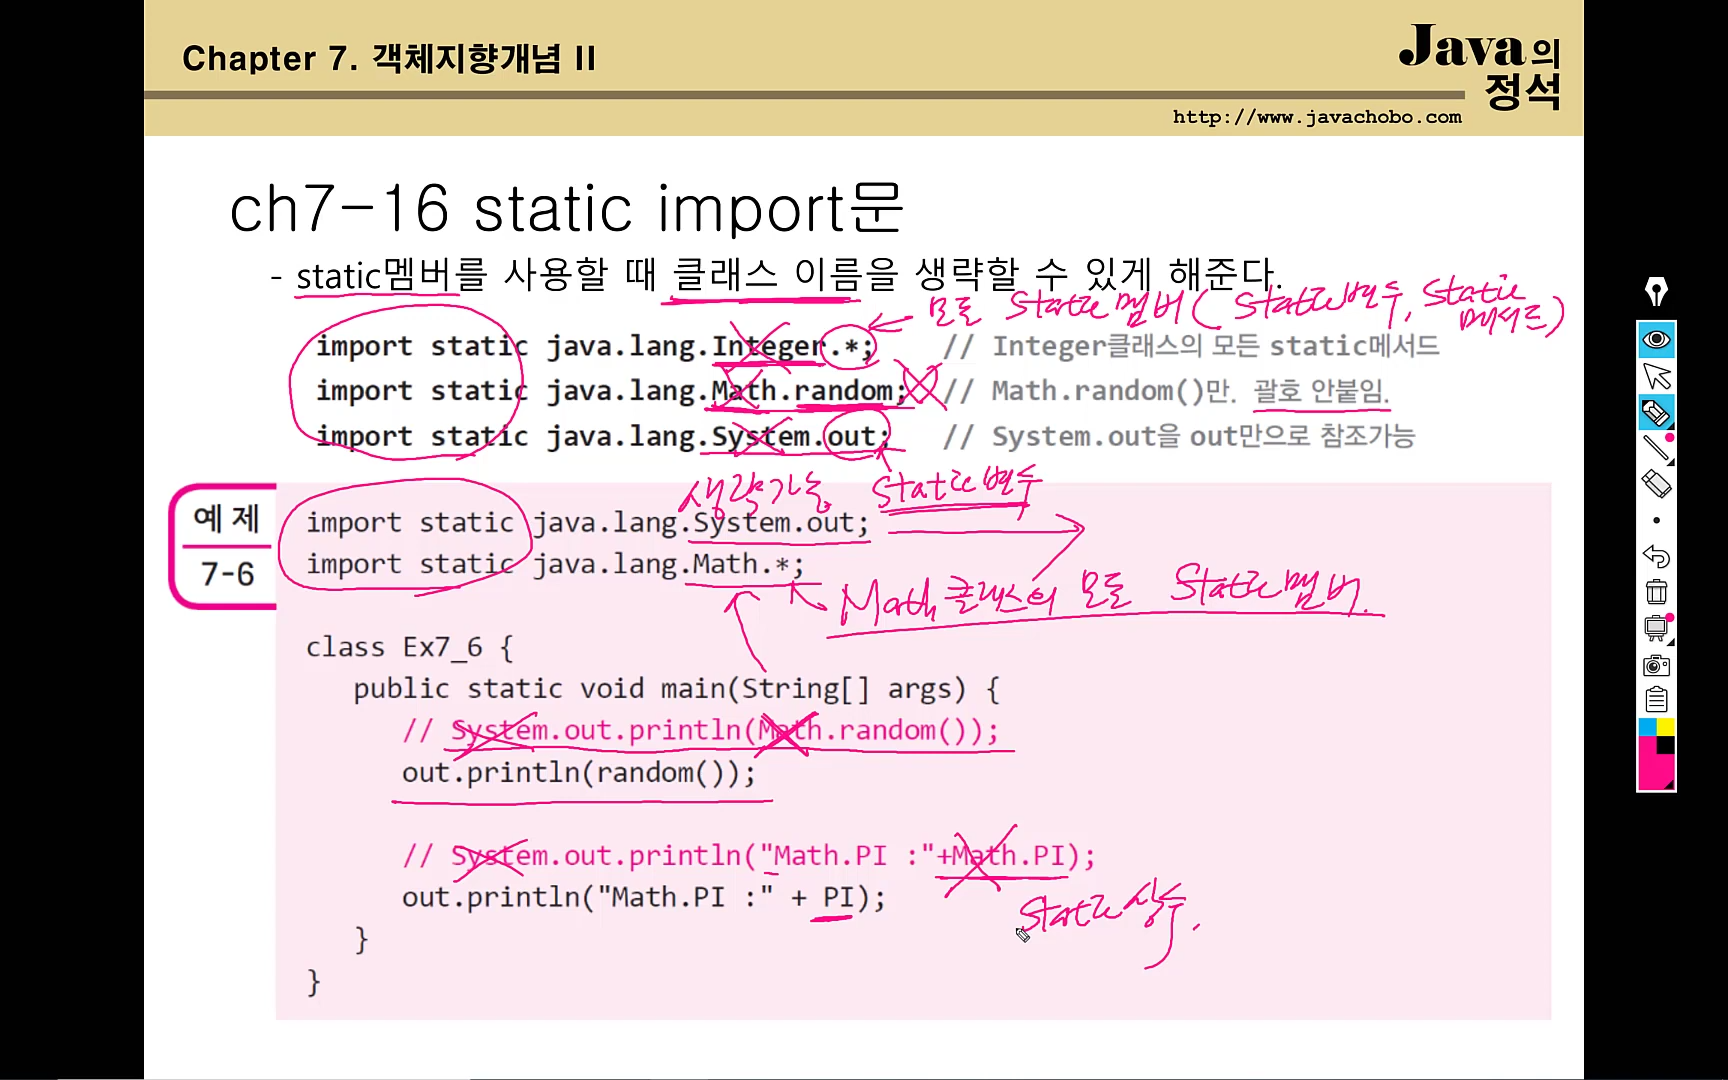 Chapter 7. 객체지향개념 II
Java의 정석
http://www.javachobo.com
ch7-16 static import문
- static멤버를 사용할 때 클래스 이름을 생략할 수 있게 해준다.
모든 static멤버(static변수, static메서드)
import static java.lang.Integer.*; // Integer클래스의 모든 static메서드
import static java.lang.Math.random; // Math.random()만. 괄호 안붙임.
import static java.lang.System.out; // System.out을 out만으로 참조가능
생략가능 static변수
예제 7-6
import static java.lang.System.out;
import static java.lang.Math.*;
Math클래스의 모든 static멤버.
class Ex7_6 {
public static void main(String[] args) {
// System.out.println(Math.random());
out.println(random());
// System.out.println("Math.PI :"+Math.PI);
out.println("Math.PI :" + PI);
static상수.
}
}